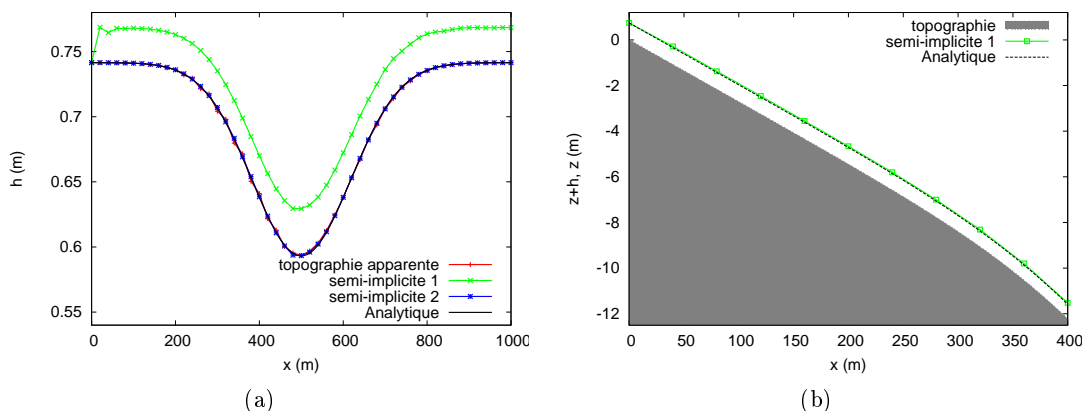 0.75
0.7
0.65
0.6
0.55
h (m)
topographie apparente
semi-implicite 1
semi-implicite 2
Analytique
0 200 400 600 800 1000
x (m)
(a)
0
-2
-4
-6
-8
-10
-12
z+h, z (m)
topographie
semi-implicite 1
Analytique
0 50 100 150 200 250 300 350 400
x (m)
(b)